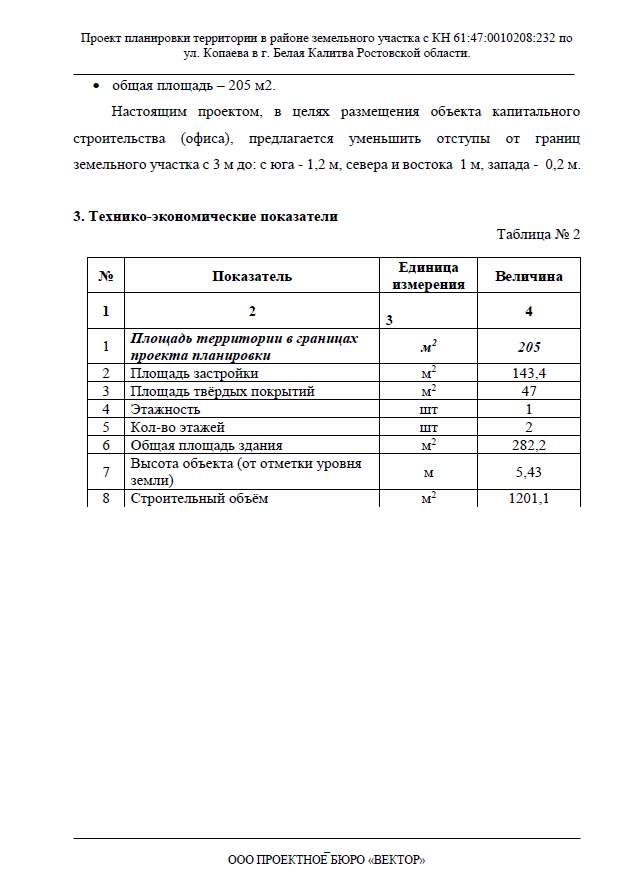 Проект планировки территории в районе земельного участка с КН 61:47:0010208:232 по
ул. Копаева в г. Белая Калитва Ростовской области.
• общая площадь – 205 м2.
Настоящим проектом, в целях размещения объекта капитального
строительства (офиса), предлагается уменьшить отступы от границ
земельного участка с 3 м до: с юга - 1,2 м, севера и востока 1 м, запада - 0,2 м.
3. Технико-экономические показатели
Таблица № 2
№ Показатель Единица измерения Величина
1 2 3 4
1 Площадь территории в границах проекта планировки м² 205
2 Площадь застройки м² 143,4
3 Площадь твёрдых покрытий м² 47
4 Этажность шт 1
5 Кол-во этажей шт 2
6 Общая площадь здания м² 282,2
7 Высота объекта (от отметки уровня земли) м 5,43
8 Строительный объём м² 1201,1
ООО ПРОЕКТНОЕ БЮРО «ВЕКТОР»